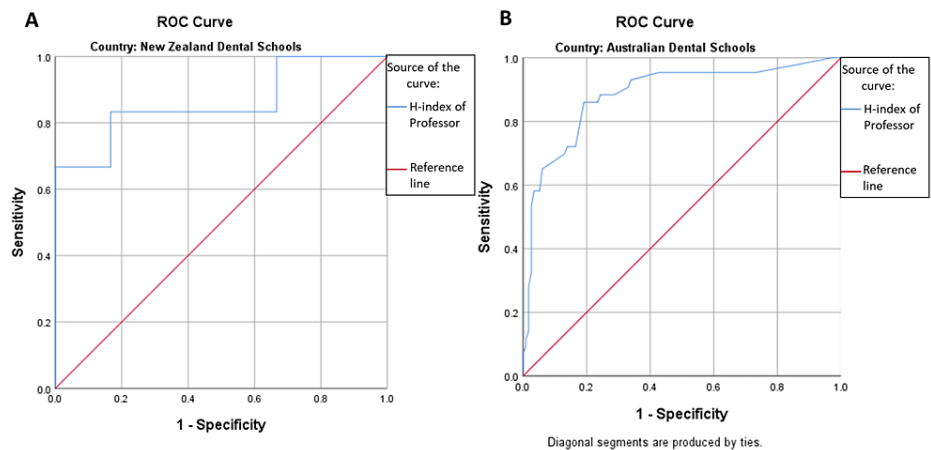 A
ROC Curve
Country: New Zealand Dental Schools
1.0
0.8
0.6
0.4
0.2
0.0
0.0 0.2 0.4 0.6 0.8 1.0
Sensitivity
1 - Specificity
Source of the
curve:
H-index of
Professor
Reference
line
B
ROC Curve
Country: Australian Dental Schools
1.0
0.8
0.6
0.4
0.2
0.0
0.0 0.2 0.4 0.6 0.8 1.0
Sensitivity
1 - Specificity
Source of the
curve:
H-index of
Professor
Reference
line
Diagonal segments are produced by ties.